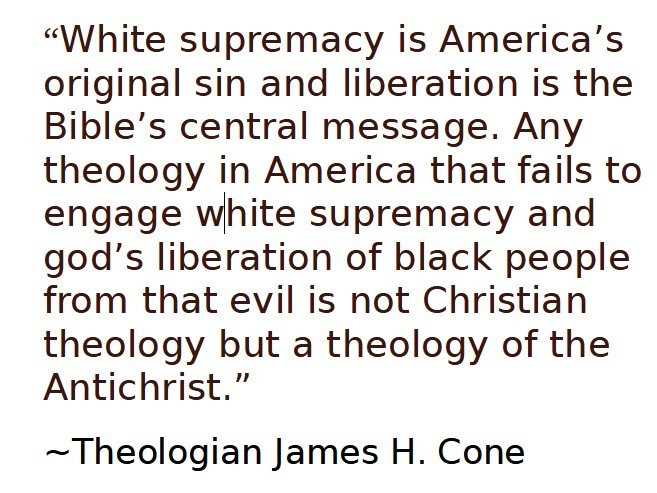 “White supremacy is America’s
original sin and liberation is the
Bible’s central message. Any
theology in America that fails to
engage white supremacy and
god’s liberation of black people
from that evil is not Christian
theology but a theology of the
Antichrist.”
~Theologian James H. Cone